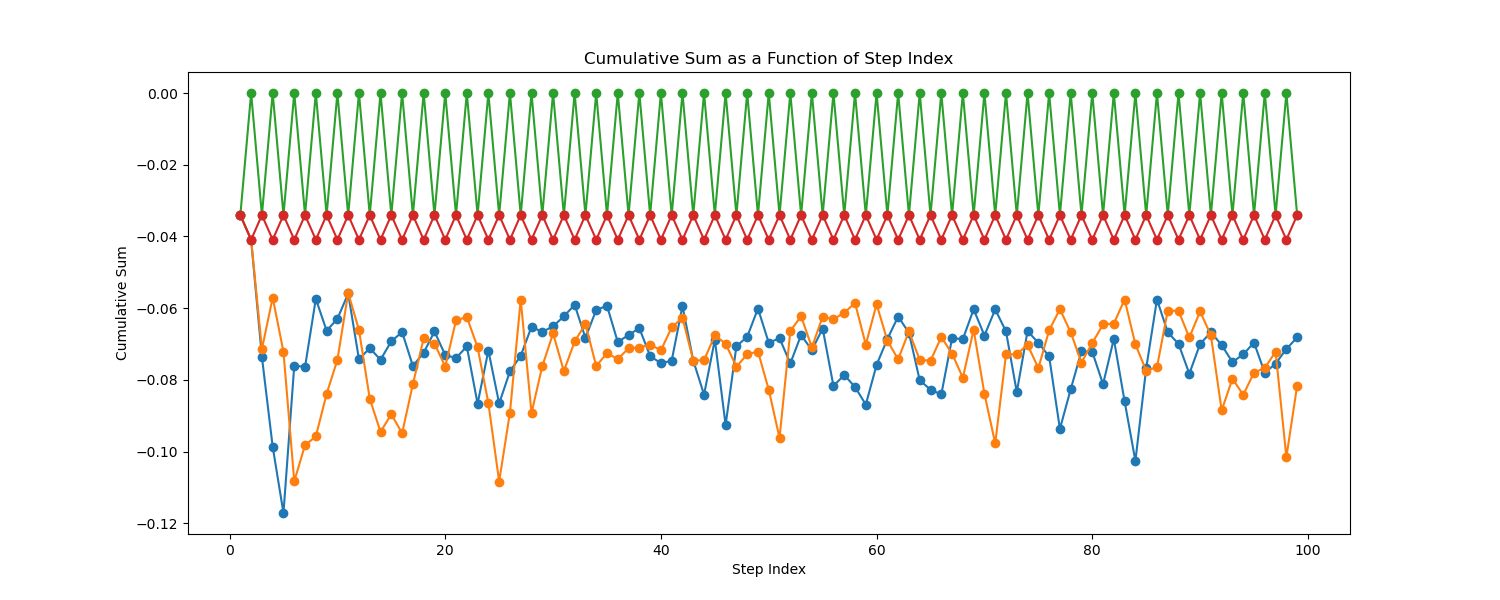 Cumulative Sum as a Function of Step Index
0.00
−0.02
−0.04
−0.06
−0.08
−0.10
−0.12
Cumulative Sum
0 20 40 60 80 100
Step Index